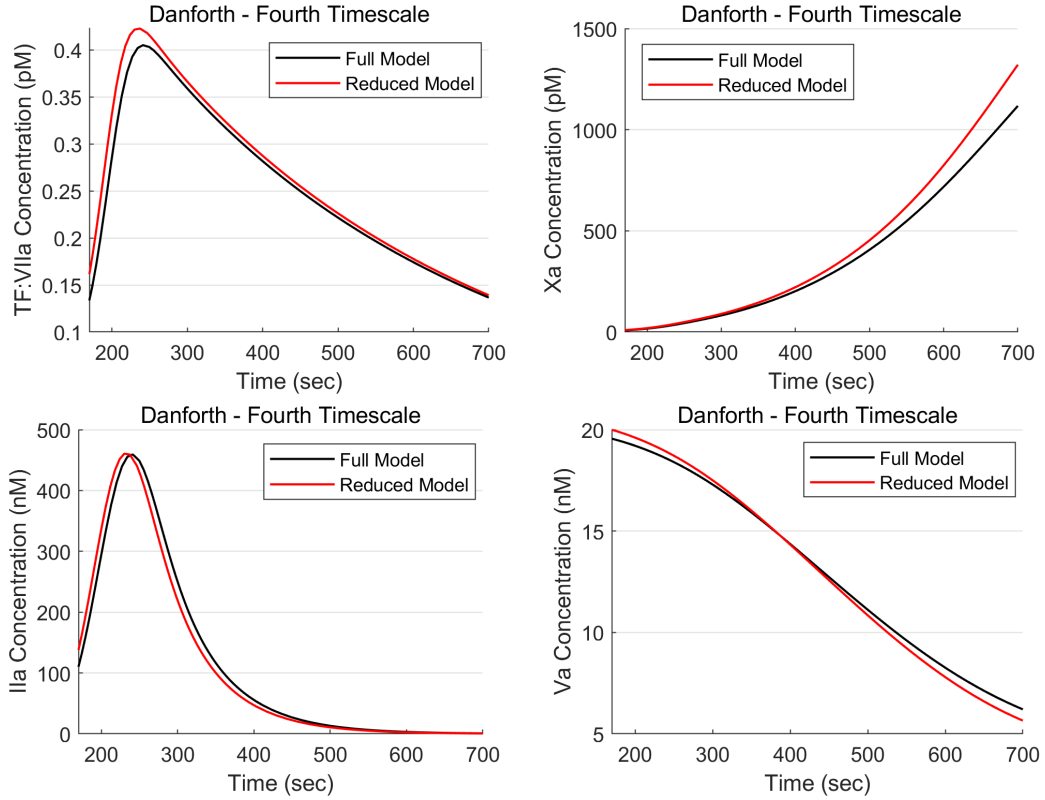 Danforth - Fourth Timescale
TF:VIIa Concentration (pM)
0.4
0.35
0.3
0.25
0.2
0.15
0.1
200
300
400
500
600
700
Time (sec)
Full Model
Reduced Model
Danforth - Fourth Timescale
Xa Concentration (pM)
1500
1000
500
0
200
300
400
500
600
700
Time (sec)
Full Model
Reduced Model
Danforth - Fourth Timescale
IIa Concentration (nM)
500
400
300
200
100
0
200
300
400
500
600
700
Time (sec)
Full Model
Reduced Model
Danforth - Fourth Timescale
Va Concentration (nM)
20
15
10
5
200
300
400
500
600
700
Time (sec)
Full Model
Reduced Model